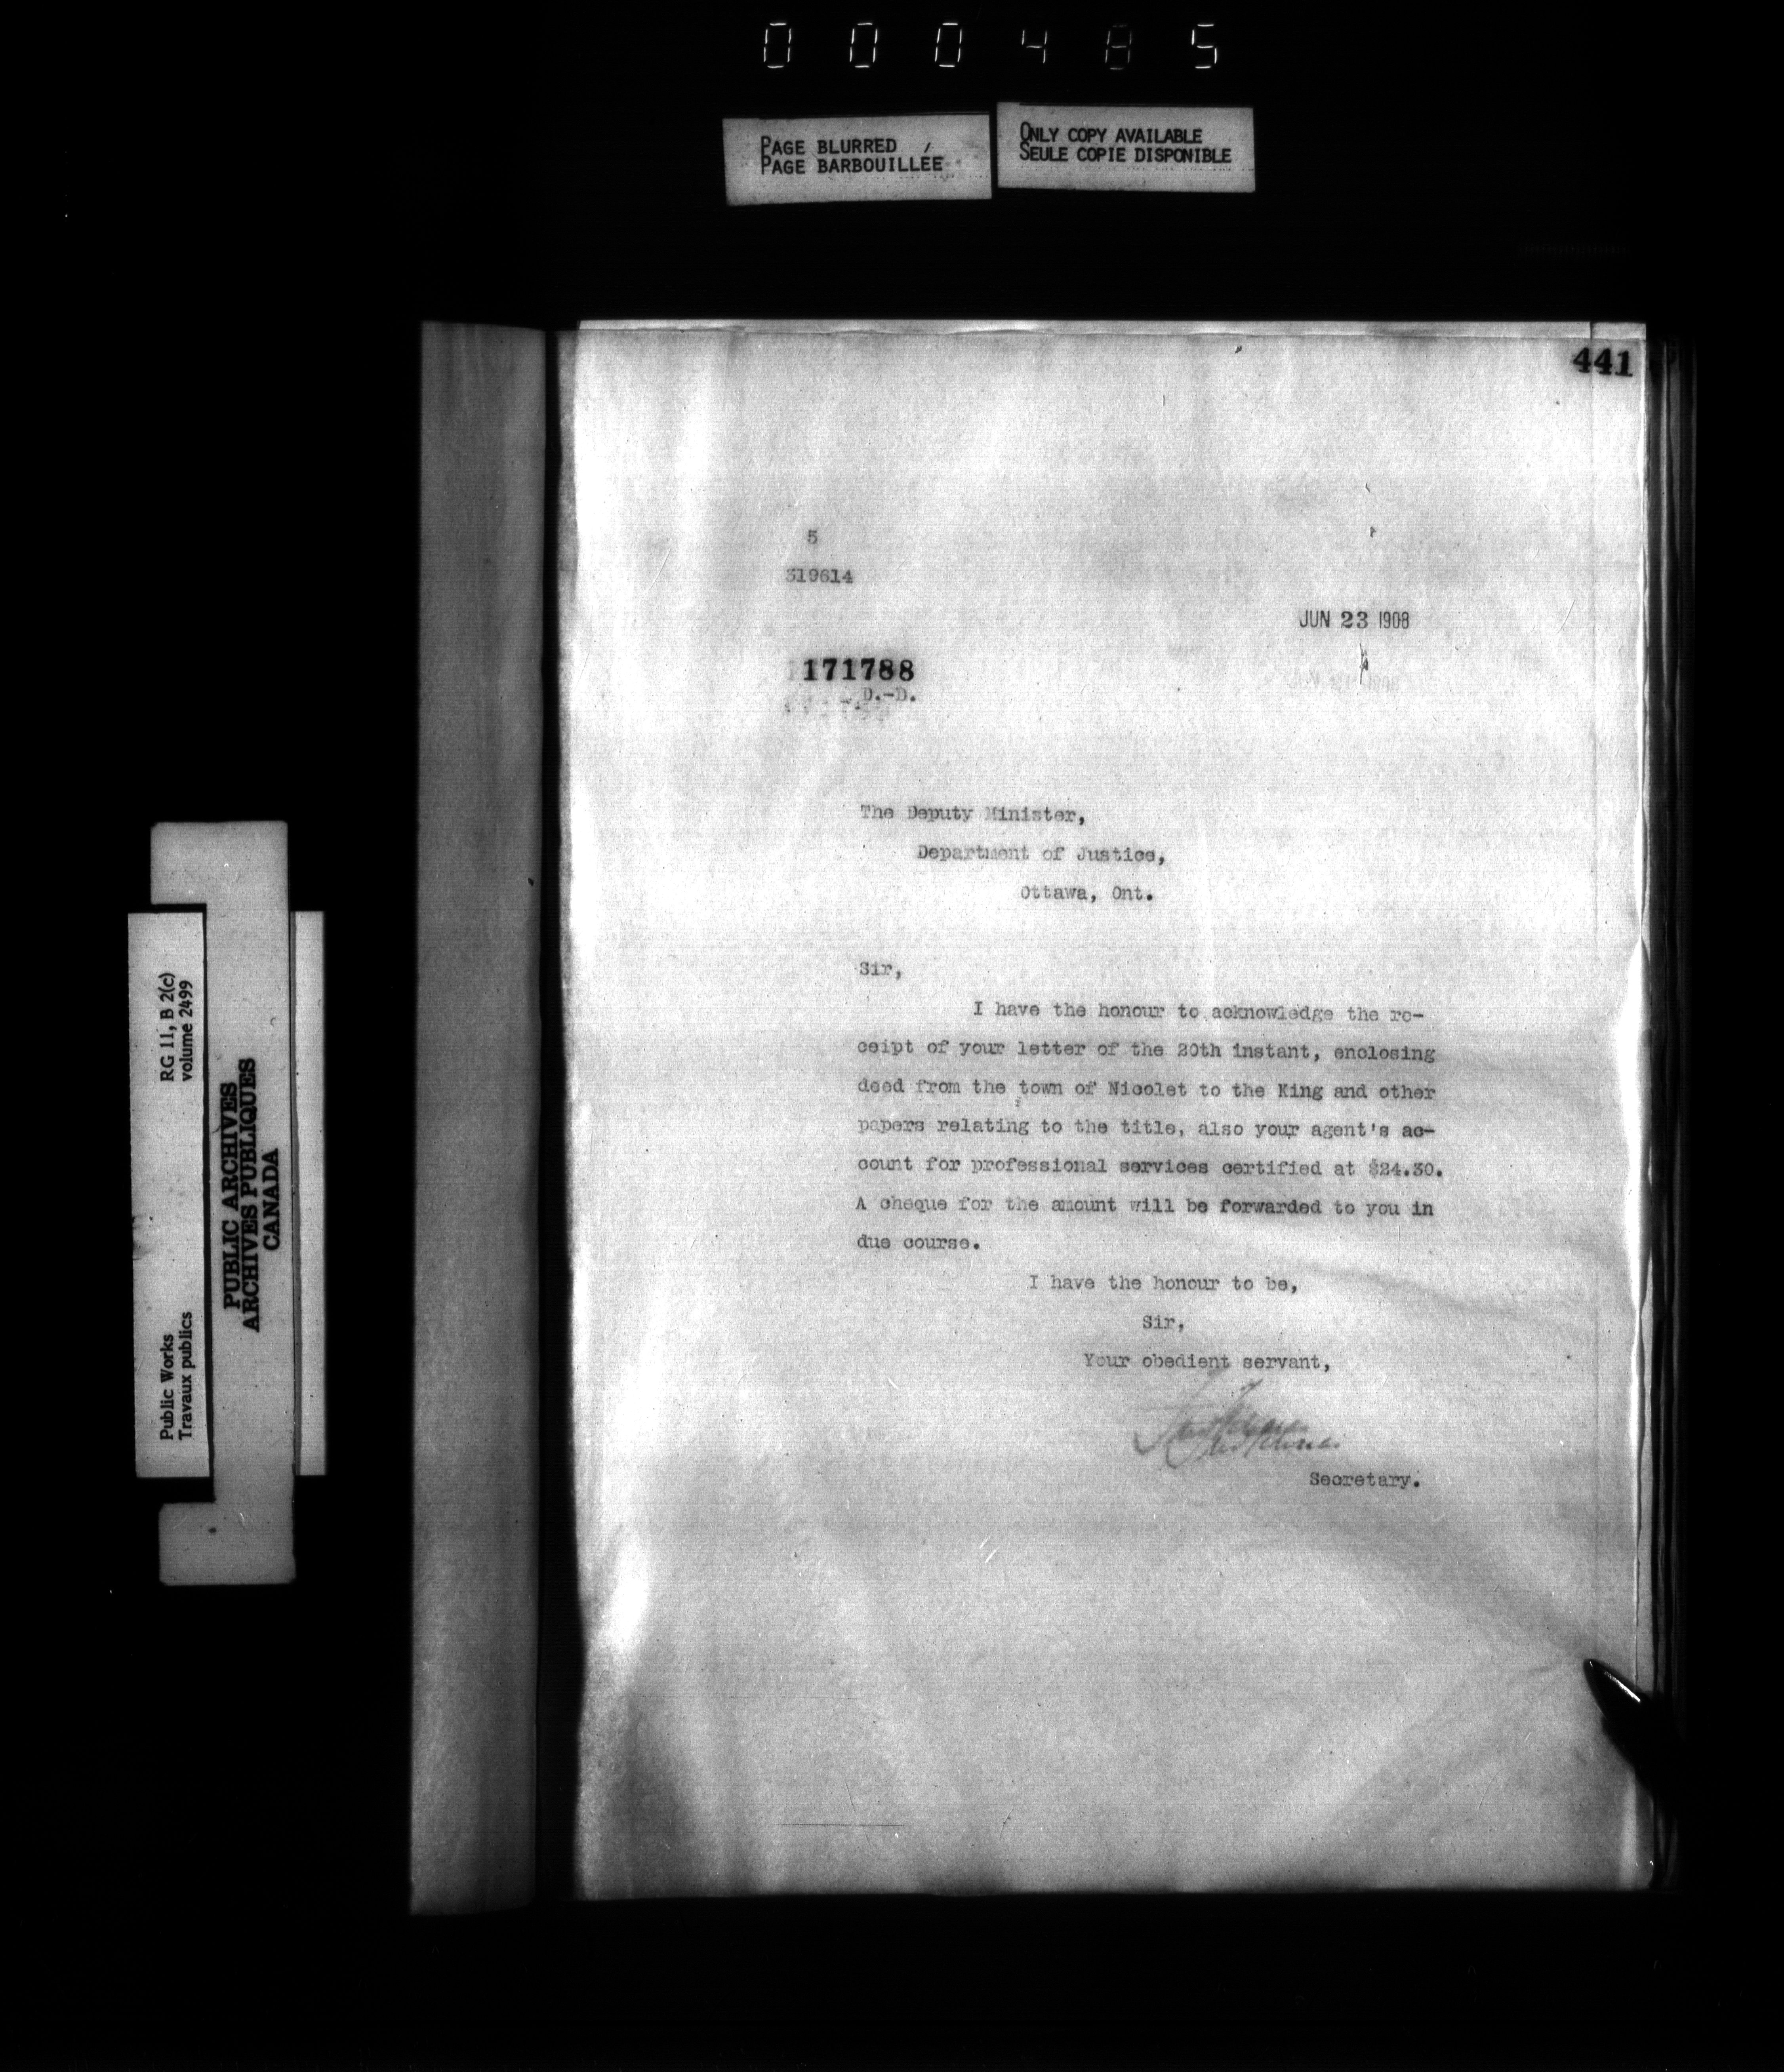 000485
PAGE BLURRED
PAGE BARBOUILLÉE
ONLY COPY AVAILABLE
SEULE COPIE DISPONIBLE
441
5
319614
JUN 23 1908
171788
D.-D.
The Deputy Minister,
Department of Justice,
Ottawa, Ont.
Sir,
I have the honour to acknowledge the re-
ceipt of your letter of the 20th instant, enclosing
deed from the town of Nicolet to the King and other
papers relating to the title, also your agent's ac-
count for professional services certified at $24.30.
A cheque for the amount will be forwarded to you in
due course.
I have the honour to be,
Sir,
Your obedient servant,
Secretary.
RG 11, B 2(c)
volume 2499
Public Works
Travaux publics
PUBLIC ARCHIVES
ARCHIVES PUBLIQUES
CANADA